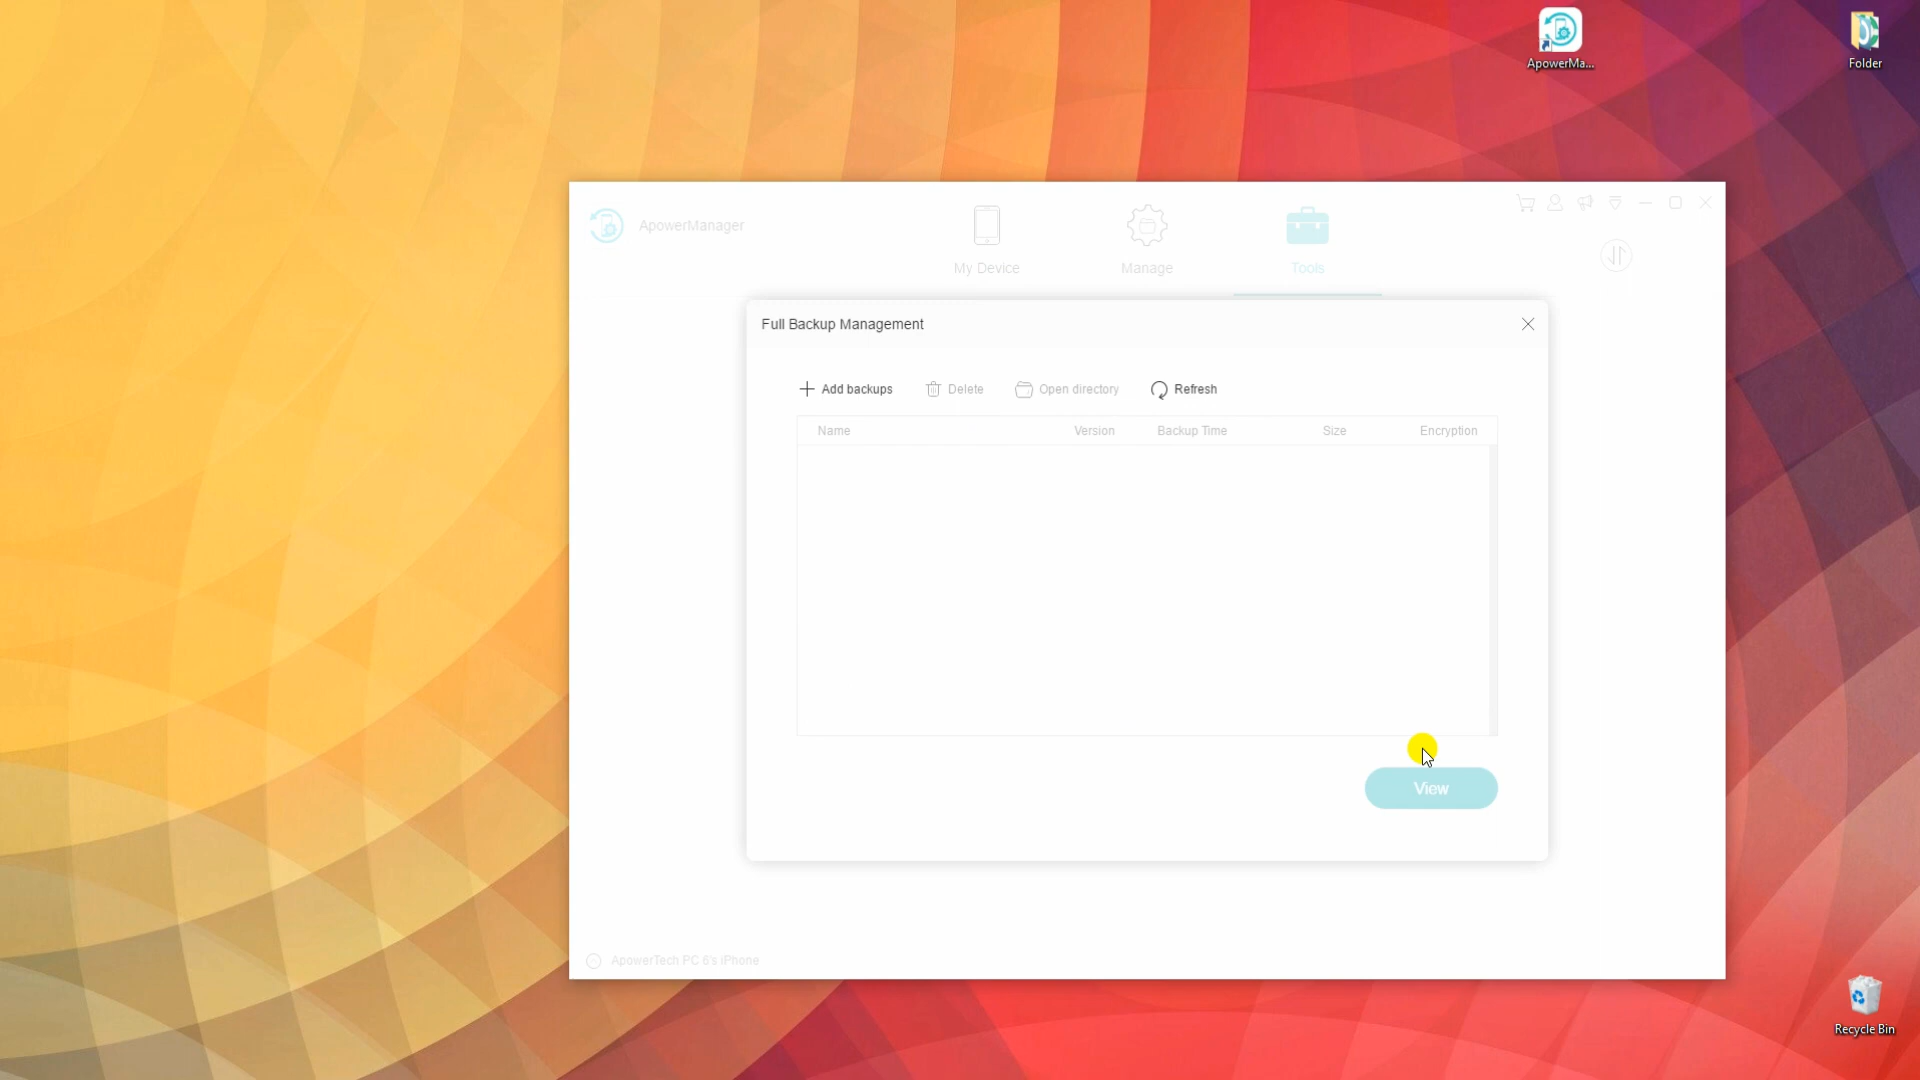 ApowerMa...
Folder
ApowerManager
My Device
Manage
Tools
Full Backup Management
Add backups
Delete
Open directory
Refresh
Name
Version
Backup Time
Size
Encryption
View
ApowerTech PC 6's iPhone
Recycle Bin